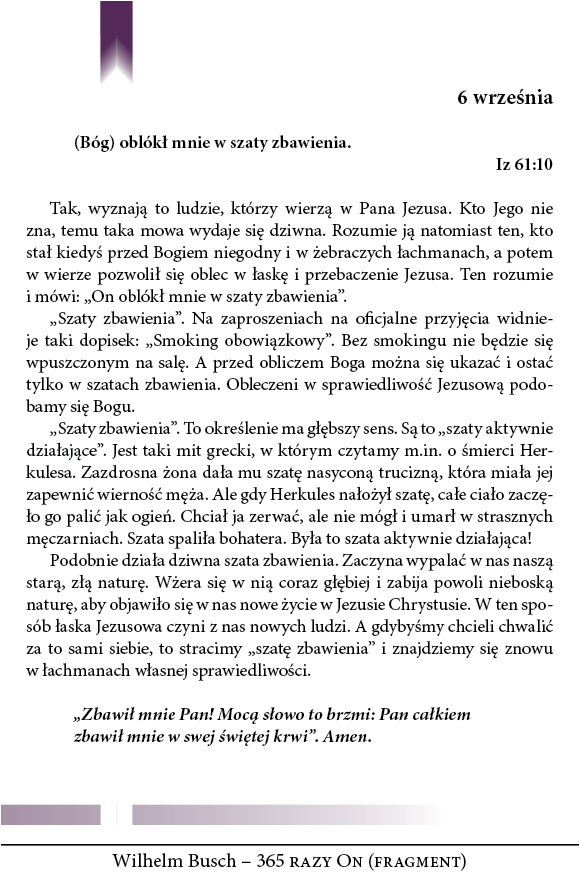 6 września
(Bóg) oblókł mnie w szaty zbawienia.
Iz 61:10
Tak, wyznają to ludzie, którzy wierzą w Pana Jezusa. Kto Jego nie
zna, temu taka mowa wydaje się dziwna. Rozumie ją natomiast ten, kto
stał kiedyś przed Bogiem niegodny i w żebraczych łachmanach, a potem
w wierze pozwolił się oblec w łaskę i przebaczenie Jezusa. Ten rozumie
i mówi: „On oblókł mnie w szaty zbawienia”.
„Szaty zbawienia”. Na zaproszeniach na oficjalne przyjęcia widnie-
je taki dopisek: „Smoking obowiązkowy”. Bez smokingu nie będzie się
wpuszczonym na salę. A przed obliczem Boga można się ukazać i ostać
tylko w szatach zbawienia. Obleczeni w sprawiedliwość Jezusową podo-
bamy się Bogu.
„Szaty zbawienia”. To określenie ma głębszy sens. Są to „szaty aktywnie
działające”. Jest taki mit grecki, w którym czytamy m.in. o śmierci Her-
kulesa. Zazdrosna żona dała mu szatę nasyconą trucizną, która miała jej
zapewnić wierność męża. Ale gdy Herkules nałożył szatę, całe ciało zaczę-
ło go palić jak ogień. Chciał ja zerwać, ale nie mógł i umarł w strasznych
męczarniach. Szata spaliła bohatera. Była to szata aktywnie działająca!
Podobnie działa dziwna szata zbawienia. Zaczyna wypalać w nas naszą
starą, złą naturę. Wżera się w nią coraz głębiej i zabija powoli nieboską
naturę, aby objawiło się w nas nowe życie w Jezusie Chrystusie. W ten spo-
sób łaska Jezusowa czyni z nas nowych ludzi. A gdybyśmy chcieli chwalić
za to sami siebie, to stracimy „szatę zbawienia” i znajdziemy się znowu
w łachmanach własnej sprawiedliwości.
„Zbawił mnie Pan! Mocą słowo to brzmi: Pan całkiem
zbawił mnie w swej świętej krwi”. Amen.
Wilhelm Busch – 365 RAZY ON (FRAGMENT)